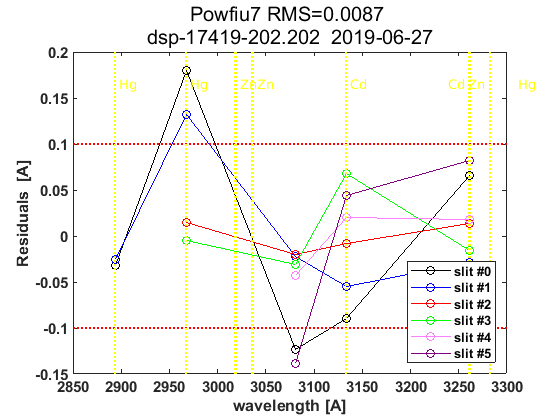 Powfiu7 RMS=0.0087
dsp-17419-202.202 2019-06-27
Hg Hg Zn Zn Cd Cd Zn Hg
0.2
0.15
0.1
0.05
0
-0.05
-0.1
-0.15
Residuals [A]
slit #0
slit #1
slit #2
slit #3
slit #4
slit #5
2850 2900 2950 3000 3050 3100 3150 3200 3250 3300
wavelength [A]